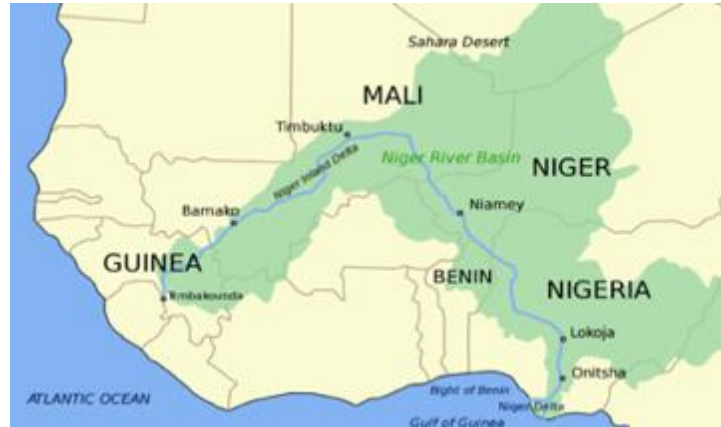 Sahara Desert
MALI
Timbuktu
Niger Inland Delta
Niger River Basin
NIGER
Bamako
Niamey
GUINEA
BENIN
NIGERIA
Tembakounda
Lokoja
Onitsha
ATLANTIC OCEAN
Bight of Benin
Niger Delta
Gulf of Guinea